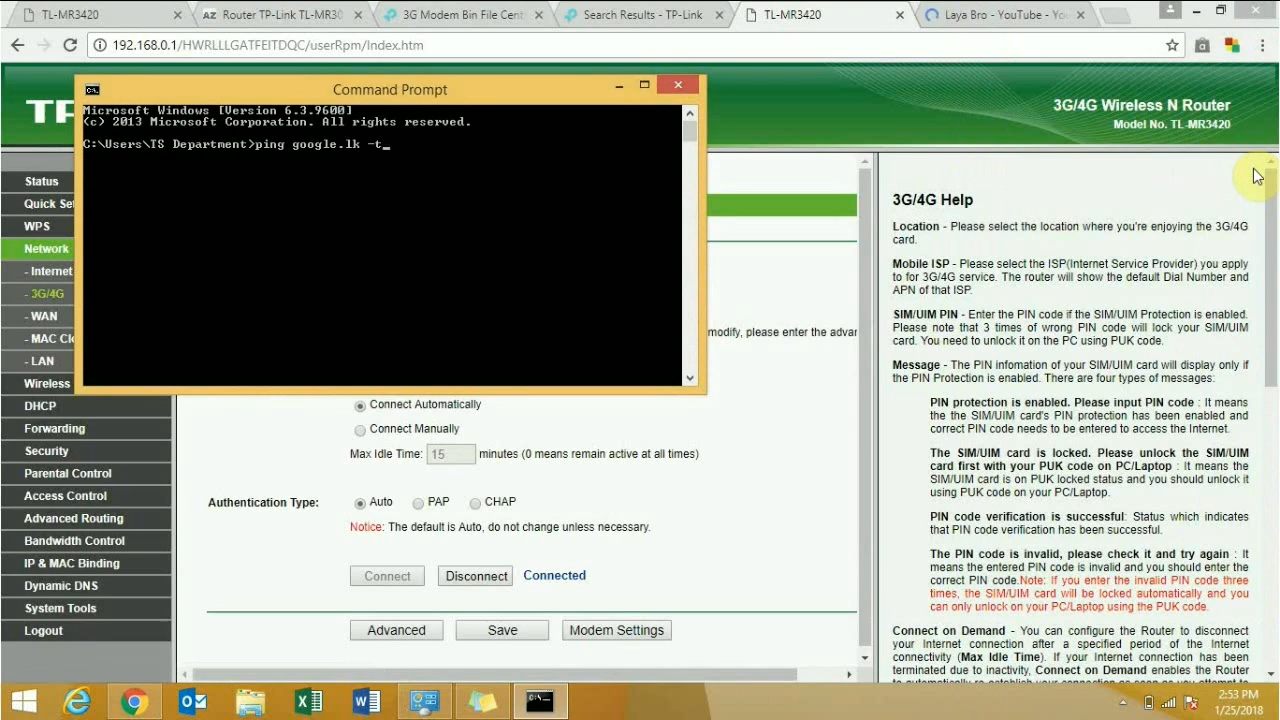 TL-MR3420
Router TP-Link TL-MR30
3G Modem Bin File Cent
Search Results - TP-Link
TL-MR3420
Laya Bro - YouTube - Yo
192.168.0.1/HWRLLLGATFEITDQC/userRpm/Index.htm
TP
3G/4G Wireless N Router
Model No. TL-MR3420
Command Prompt
Microsoft Windows [Version 6.3.9600]
(c) 2013 Microsoft Corporation. All rights reserved.
C:\Users\TS Department>ping google.lk -t_
Status
Quick Set
WPS
Network
- Internet
- 3G/4G
- WAN
- MAC Cl
- LAN
Wireless
DHCP
Forwarding
Security
Parental Control
Access Control
Advanced Routing
Bandwidth Control
IP & MAC Binding
Dynamic DNS
System Tools
Logout
modify, please enter the advan
Connect Automatically
Connect Manually
Max Idle Time: 15 minutes (0 means remain active at all times)
Authentication Type: Auto PAP CHAP
Notice: The default is Auto, do not change unless necessary.
Connect Disconnect Connected
Advanced Save Modem Settings
3G/4G Help
Location - Please select the location where you're enjoying the 3G/4G
card.
Mobile ISP - Please select the ISP(Internet Service Provider) you apply
to for 3G/4G service. The router will show the default Dial Number and
APN of that ISP.
SIM/UIM PIN - Enter the PIN code if the SIM/UIM Protection is enabled.
Please note that 3 times of wrong PIN code will lock your SIM/UIM
card. You need to unlock it on the PC using PUK code.
Message - The PIN infomation of your SIM/UIM card will display only if
the PIN Protection is enabled. There are four types of messages:
PIN protection is enabled. Please input PIN code : It means
the the SIM/UIM card's PIN protection has been enabled and
correct PIN code needs to be entered to access the Internet.
The SIM/UIM card is locked. Please unlock the SIM/UIM
card first with your PUK code on PC/Laptop : It means the
SIM/UIM card is on PUK locked status and you should unlock it
using PUK code on your PC/Laptop.
PIN code verification is successful: Status which indicates
that PIN code verification has been successful.
The PIN code is invalid, please check it and try again : It
means the entered PIN code is invalid and you should enter the
correct PIN code.Note: If you enter the invalid PIN code three
times, the SIM/UIM card will be locked automatically and you
can only unlock on your PC/Laptop using the PUK code.
Connect on Demand - You can configure the Router to disconnect
your Internet connection after a specified period of the Internet
connectivity (Max Idle Time). If your Internet connection has been
terminated due to inactivity, Connect on Demand enables the Router
2:53 PM
1/25/2018